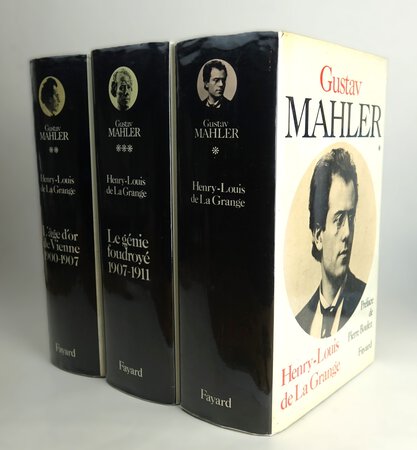 Gustav
MAHLER
**
Henry-Louis
de La Grange
L'âge d'or
de Vienne
1900-1907
Fayard
Gustav
MAHLER
***
Henry-Louis
de La Grange
Le génie
foudroyé
1907-1911
Fayard
Gustav
MAHLER
*
Henry-Louis
de La Grange
Fayard
Gustav
MAHLER
*
Préface
de
Pierre Boulez
Fayard
Henry-Louis
de La Grange